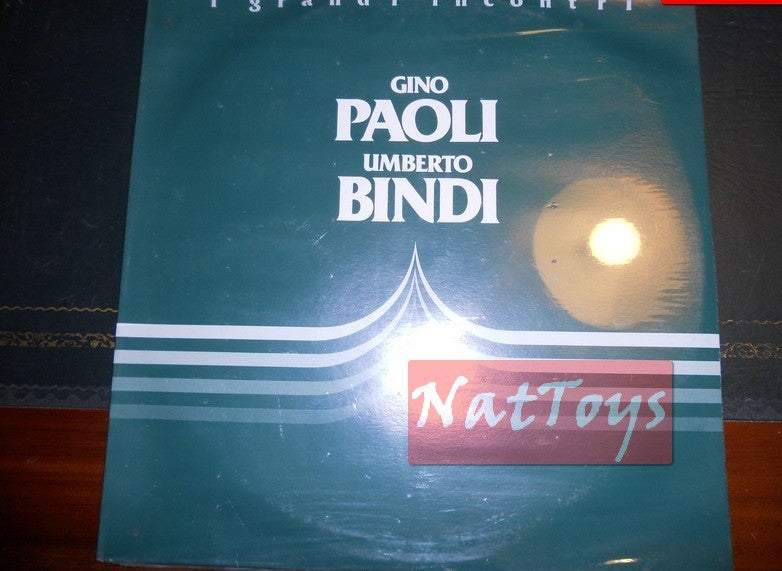 i grandi incontri
GINO
PAOLI
UMBERTO
BINDI
NatToys